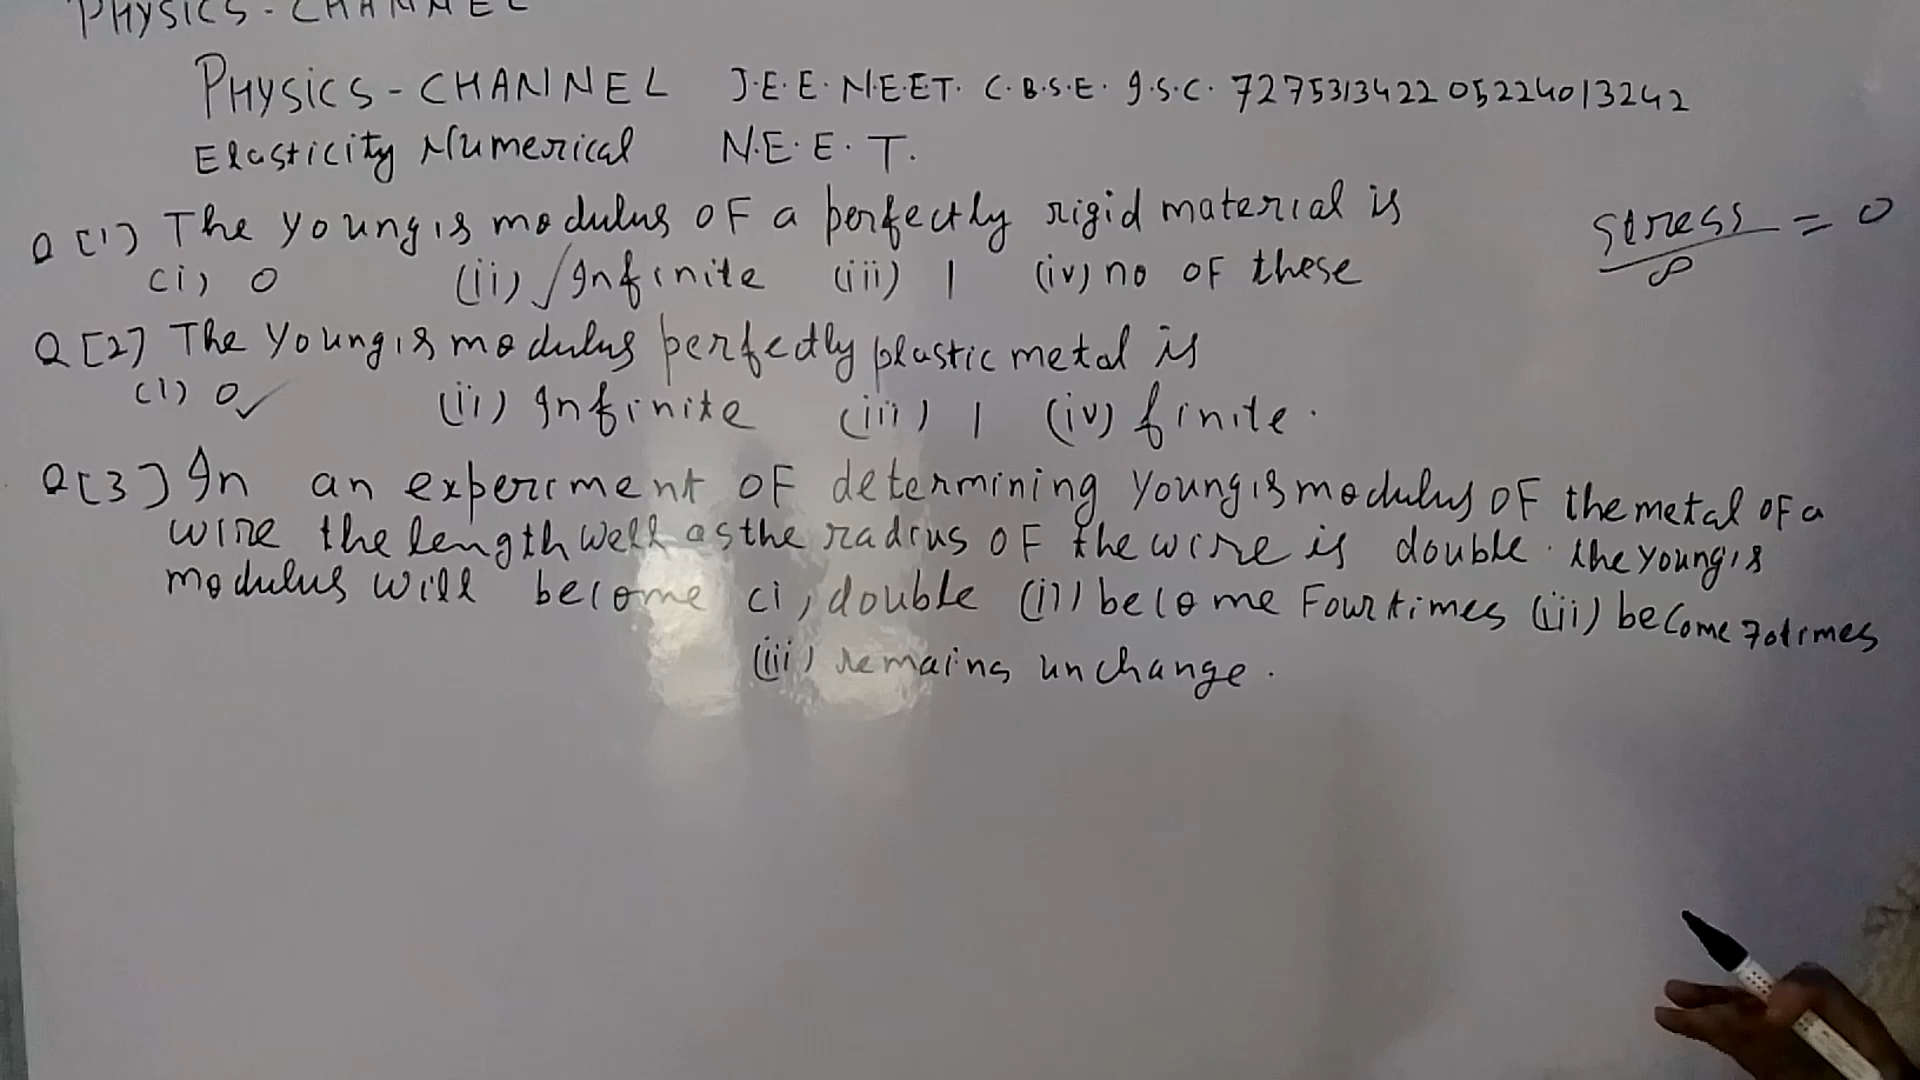 PHYSICS-CHANNEL
PHYSICS-CHANNEL J.E.E. N.E.E.T. C.B.S.E. I.S.C. 7275313422 05224013242
Elasticity Numerical N.E.E.T.
Q [1] The Young's modulus of a perfectly rigid material is
(i) 0 (ii) √Infinite (iii) 1 (iv) no of these
stress/∞ = 0
Q [2] The Young's modulus perfectly plastic metal is
(i) 0✓ (ii) Infinite (iii) 1 (iv) finite.
Q [3] In an experiment of determining Young's modulus of the metal of a
wire the length well as the radius of the wire is double. the Young's
modulus will become (i) double (ii) become Four times (iii) become 70 times
(iii) remains unchange.